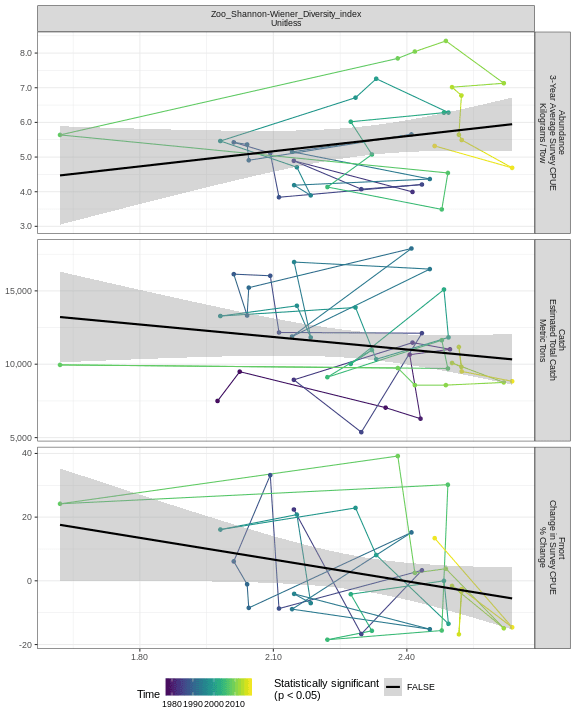 Zoo_Shannon-Wiener_Diversity_index
Unitless
8.0
7.0
6.0
5.0
4.0
3.0
Abundance
3-Year Average Survey CPUE
Kilograms / Tow
15,000
10,000
5,000
Catch
Estimated Total Catch
Metric Tons
40
20
0
-20
Fmort
Change in Survey CPUE
% Change
1.80
2.10
2.40
Time
1980 1990 2000 2010
Statistically significant
(p < 0.05)
FALSE